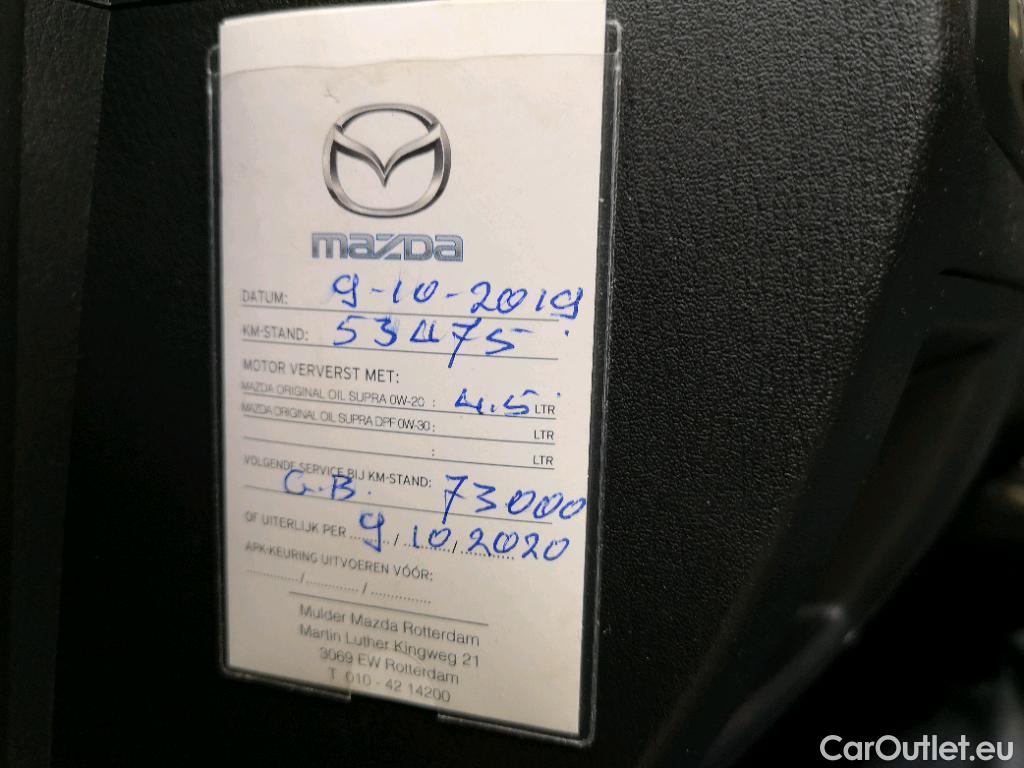 mazda
DATUM: 9-10-2019
KM-STAND: 53475
MOTOR VERVERST MET:
MAZDA ORIGINAL OIL SUPRA 0W-20 : 4.5 LTR
MAZDA ORIGINAL OIL SUPRA DPF 0W-30 : LTR
: LTR
VOLGENDE SERVICE BIJ KM-STAND: 73000
G.B.
OF UITERLIJK PER 9/10/2020
APK-KEURING UITVOEREN VÓÓR:
............/............/...............
Mulder Mazda Rotterdam
Martin Luther Kingweg 21
3069 EW Rotterdam
T 010 - 42 14200
CarOutlet.eu